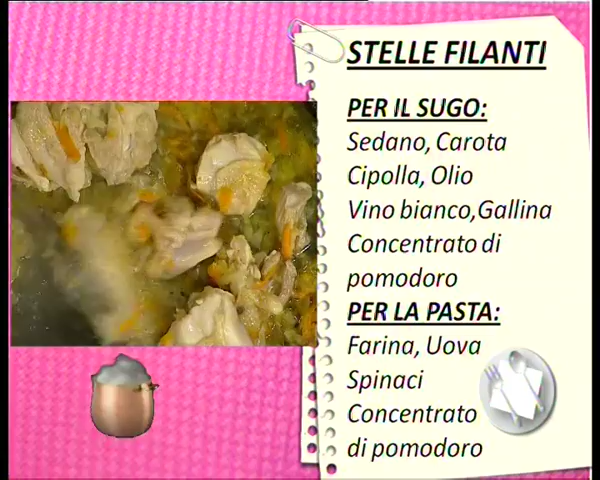 STELLE FILANTI
PER IL SUGO:
Sedano, Carota
Cipolla, Olio
Vino bianco,Gallina
Concentrato di
pomodoro
PER LA PASTA:
Farina, Uova
Spinaci
Concentrato
di pomodoro